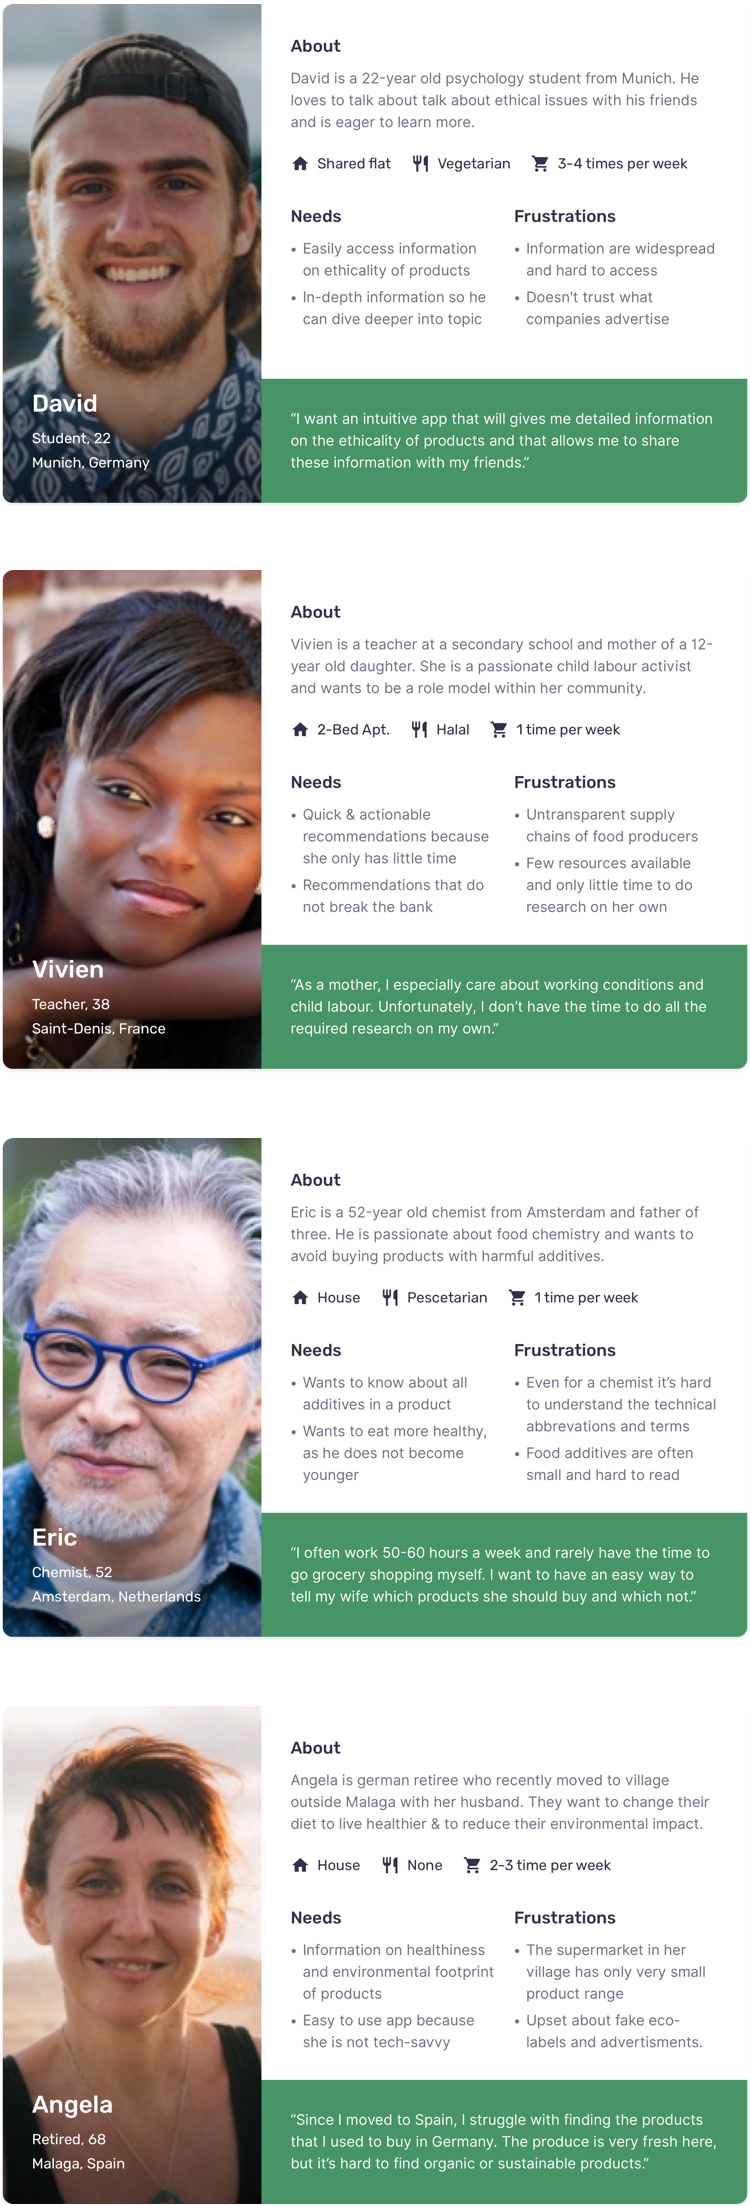 About
David is a 22-year old psychology student from Munich. He
loves to talk about talk about ethical issues with his friends
and is eager to learn more.
Shared flat Vegetarian 3-4 times per week
Needs
• Easily access information
on ethicality of products
• In-depth information so he
can dive deeper into topic
Frustrations
• Information are widespread
and hard to access
• Doesn't trust what
companies advertise
David
Student, 22
Munich, Germany
“I want an intuitive app that will gives me detailed information
on the ethicality of products and that allows me to share
these information with my friends.”
About
Vivien is a teacher at a secondary school and mother of a 12-
year old daughter. She is a passionate child labour activist
and wants to be a role model within her community.
2-Bed Apt. Halal 1 time per week
Needs
• Quick & actionable
recommendations because
she only has little time
• Recommendations that do
not break the bank
Frustrations
• Untransparent supply
chains of food producers
• Few resources available
and only little time to do
research on her own
Vivien
Teacher, 38
Saint-Denis, France
“As a mother, I especially care about working conditions and
child labour. Unfortunately, I don’t have the time to do all the
required research on my own.”
About
Eric is a 52-year old chemist from Amsterdam and father of
three. He is passionate about food chemistry and wants to
avoid buying products with harmful additives.
House Pescetarian 1 time per week
Needs
• Wants to know about all
additives in a product
• Wants to eat more healthy,
as he does not become
younger
Frustrations
• Even for a chemist it’s hard
to understand the technical
abbrevations and terms
• Food additives are often
small and hard to read
Eric
Chemist, 52
Amsterdam, Netherlands
“I often work 50-60 hours a week and rarely have the time to
go grocery shopping myself. I want to have an easy way to
tell my wife which products she should buy and which not.”
About
Angela is german retiree who recently moved to village
outside Malaga with her husband. They want to change their
diet to live healthier & to reduce their environmental impact.
House None 2-3 time per week
Needs
• Information on healthiness
and environmental footprint
of products
• Easy to use app because
she is not tech-savvy
Frustrations
• The supermarket in her
village has only very small
product range
• Upset about fake eco-
labels and advertisments.
Angela
Retired, 68
Malaga, Spain
“Since I moved to Spain, I struggle with finding the products
that I used to buy in Germany. The produce is very fresh here,
but it’s hard to find organic or sustainable products.”